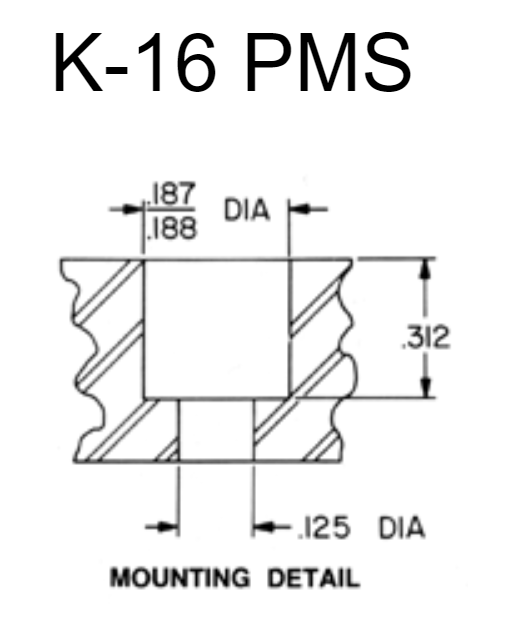 K-16 PMS
.187
.188 DIA
.312
.125 DIA
MOUNTING DETAIL